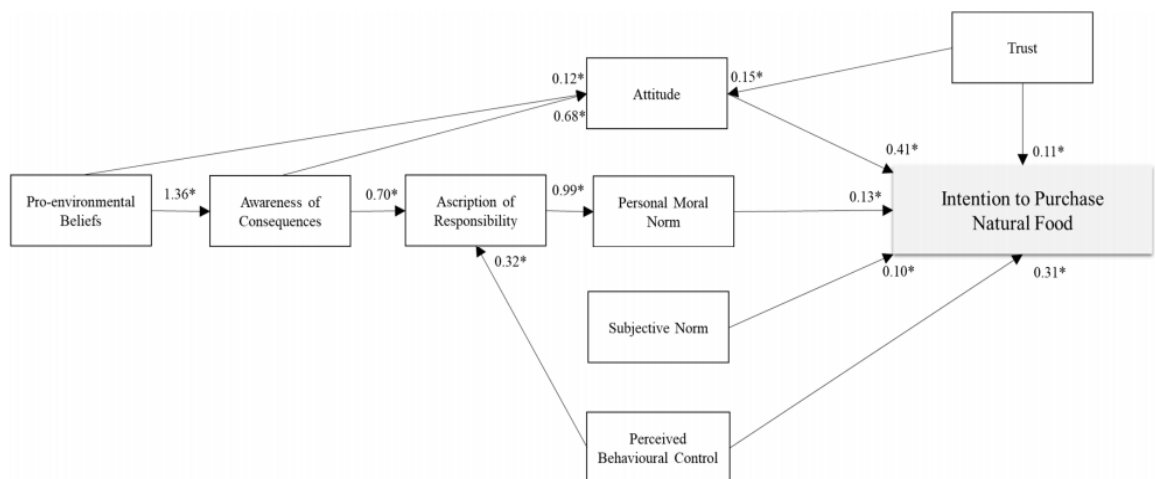 Trust
0.12*
0.15*
Attitude
0.68*
0.41*
0.11*
Pro-environmental
Beliefs
1.36*
Awareness of
Consequences
0.70*
Ascription of
Responsibility
0.99*
Personal Moral
Norm
0.13*
Intention to Purchase
Natural Food
0.32*
0.10*
0.31*
Subjective Norm
Perceived
Behavioural Control